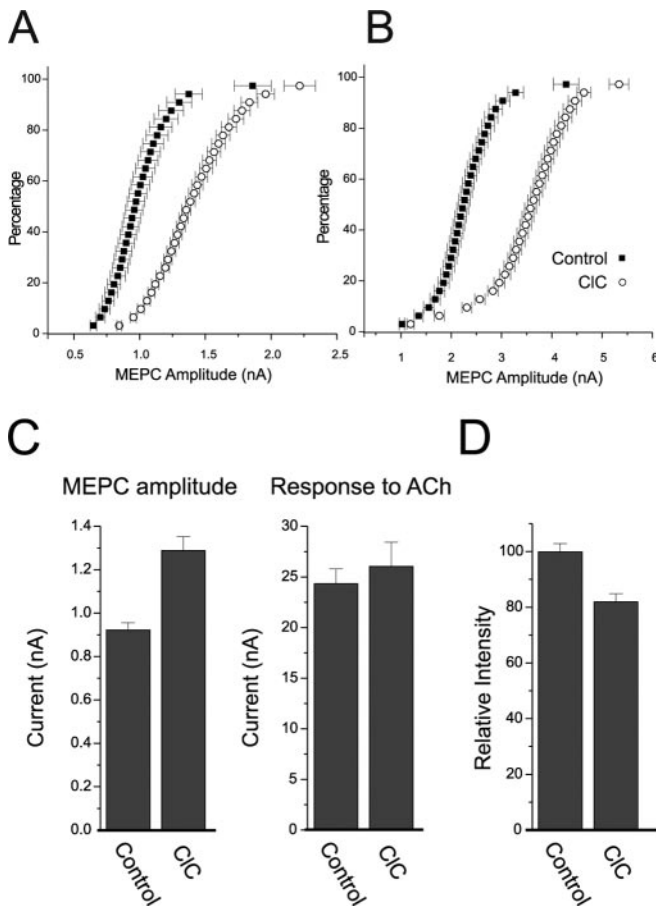 A
B
100
80
60
40
20
0
Percentage
0.5 1.0 1.5 2.0 2.5
MEPC Amplitude (nA)
100
80
60
40
20
0
Percentage
1 2 3 4 5 6
MEPC Amplitude (nA)
Control
ClC
C
D
MEPC amplitude
Response to ACh
1.4
1.2
1.0
0.8
0.6
0.4
0.2
0.0
Current (nA)
Control
ClC
30
25
20
15
10
5
0
Current (nA)
Control
ClC
100
80
60
40
20
0
Relative Intensity
Control
ClC